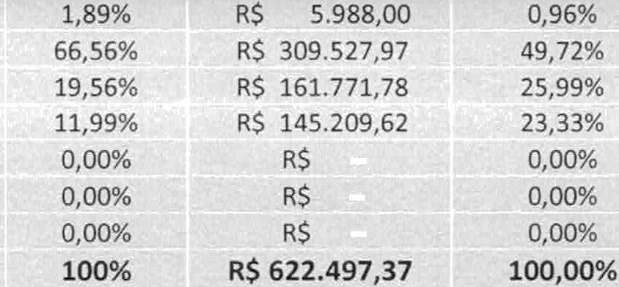 1,89% R$ 5.988,00 0,96%
66,56% R$ 309.527,97 49,72%
19,56% R$ 161.771,78 25,99%
11,99% R$ 145.209,62 23,33%
0,00% R$ - 0,00%
0,00% R$ - 0,00%
0,00% R$ - 0,00%
100% R$ 622.497,37 100,00%